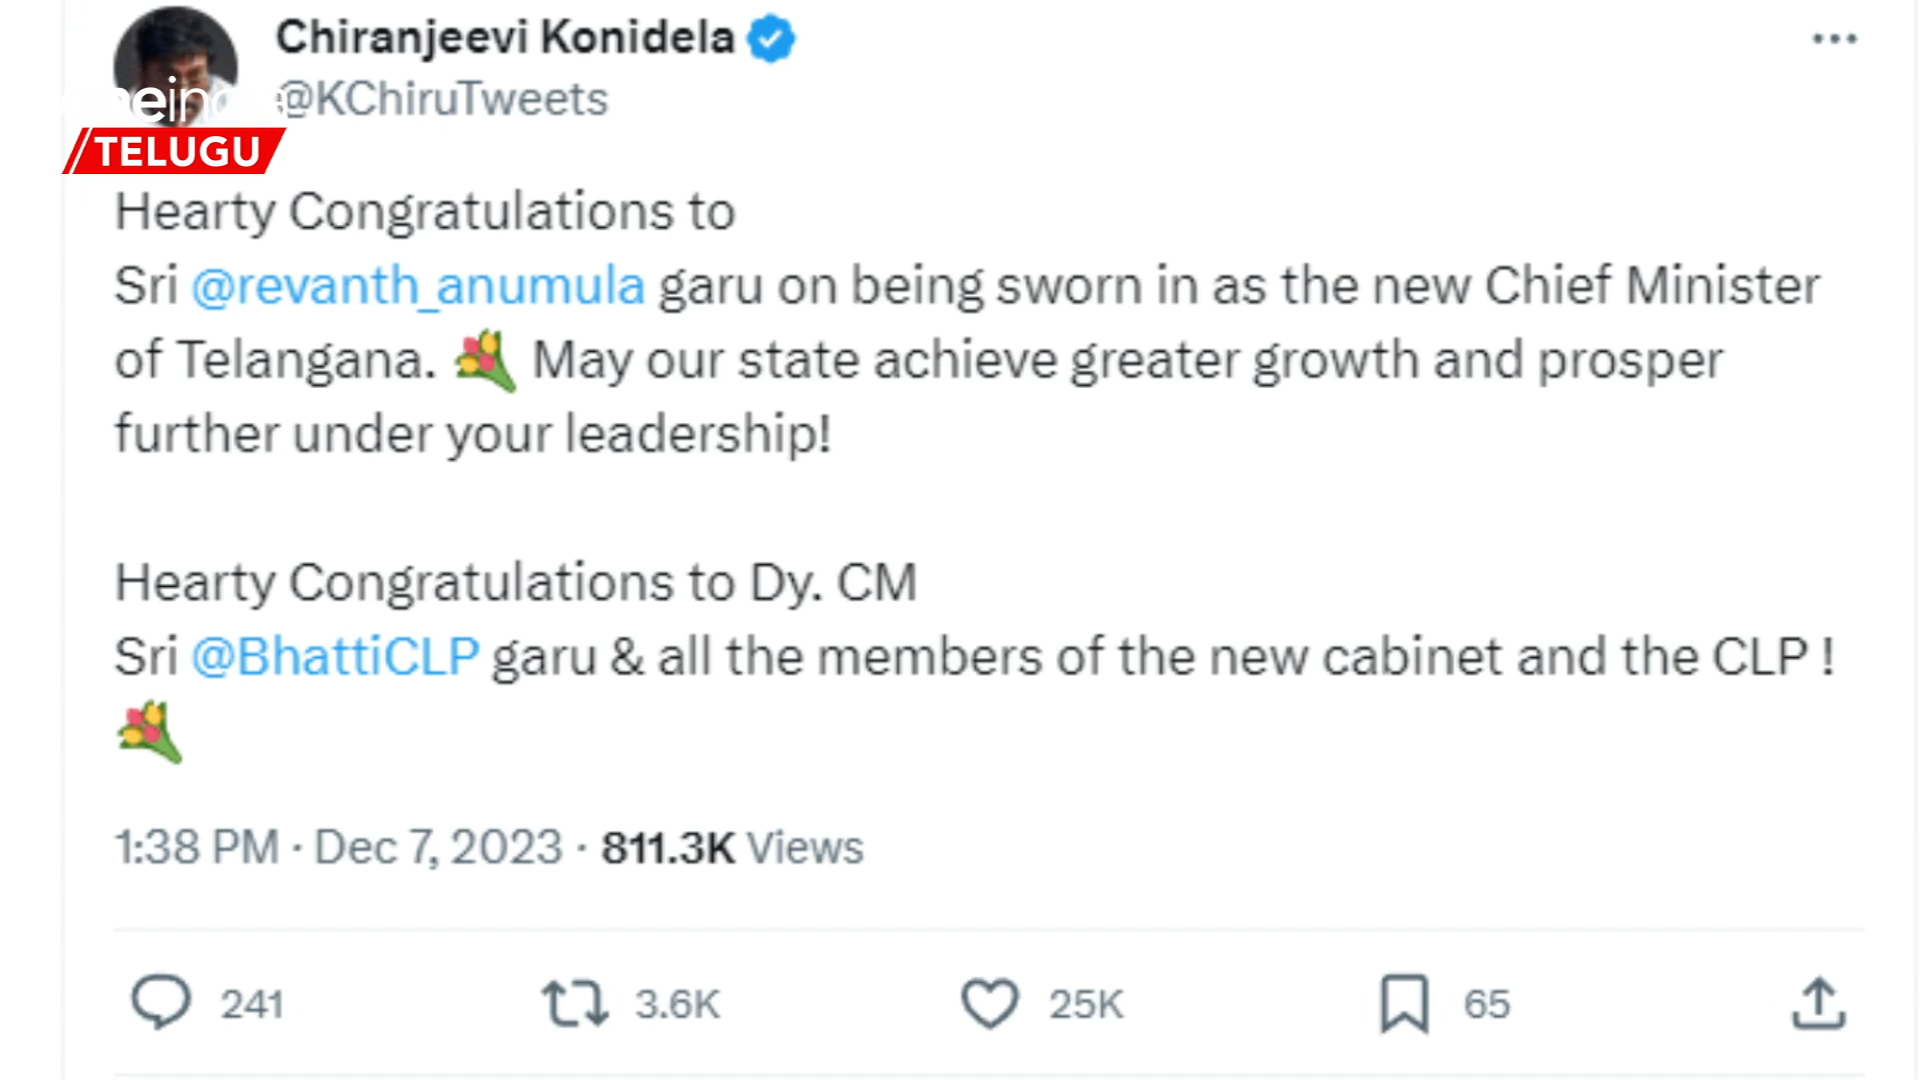 Chiranjeevi Konidela
@KChiruTweets
oneindia
TELUGU
Hearty Congratulations to
Sri @revanth_anumula garu on being sworn in as the new Chief Minister
of Telangana. 💐 May our state achieve greater growth and prosper
further under your leadership!
Hearty Congratulations to Dy. CM
Sri @BhattiCLP garu & all the members of the new cabinet and the CLP !
💐
1:38 PM · Dec 7, 2023 · 811.3K Views
241 3.6K 25K 65